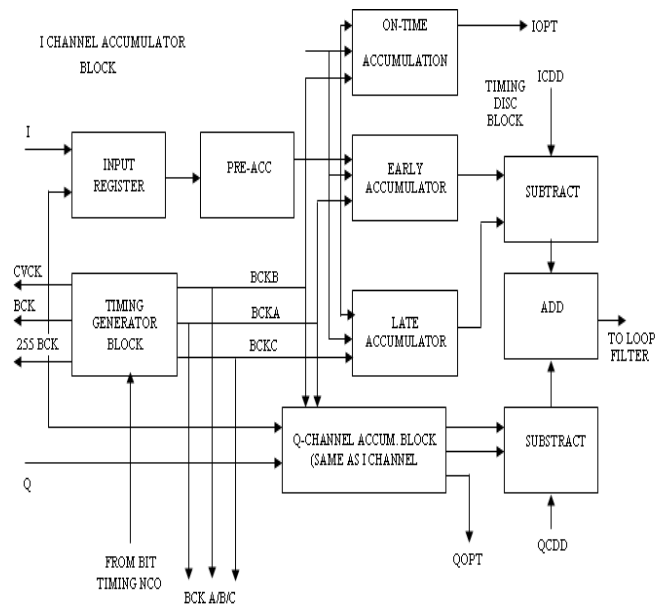 I CHANNEL ACCUMULATOR
BLOCK
ON-TIME
ACCUMULATION
IOPT
TIMING
DISC
BLOCK
ICDD
I
INPUT
REGISTER
PRE-ACC
EARLY
ACCUMULATOR
SUBTRACT
CVCK
BCK
255 BCK
TIMING
GENERATOR
BLOCK
BCKB
BCKA
BCKC
LATE
ACCUMULATOR
ADD
TO LOOP
FILTER
Q-CHANNEL ACCUM. BLOCK
(SAME AS I CHANNEL
SUBSTRACT
Q
FROM BIT
TIMING NCO
BCK A/B/C
QOPT
QCDD